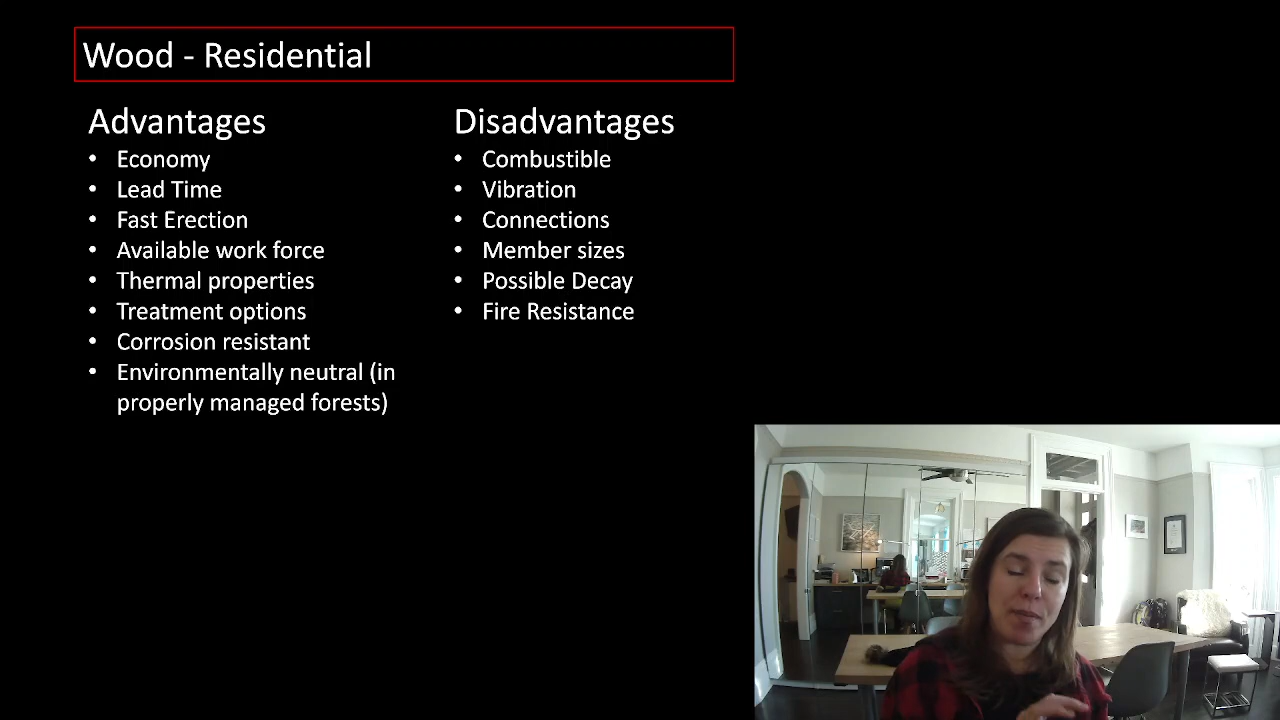 Wood - Residential
Advantages
• Economy
• Lead Time
• Fast Erection
• Available work force
• Thermal properties
• Treatment options
• Corrosion resistant
• Environmentally neutral (in
properly managed forests)
Disadvantages
• Combustible
• Vibration
• Connections
• Member sizes
• Possible Decay
• Fire Resistance